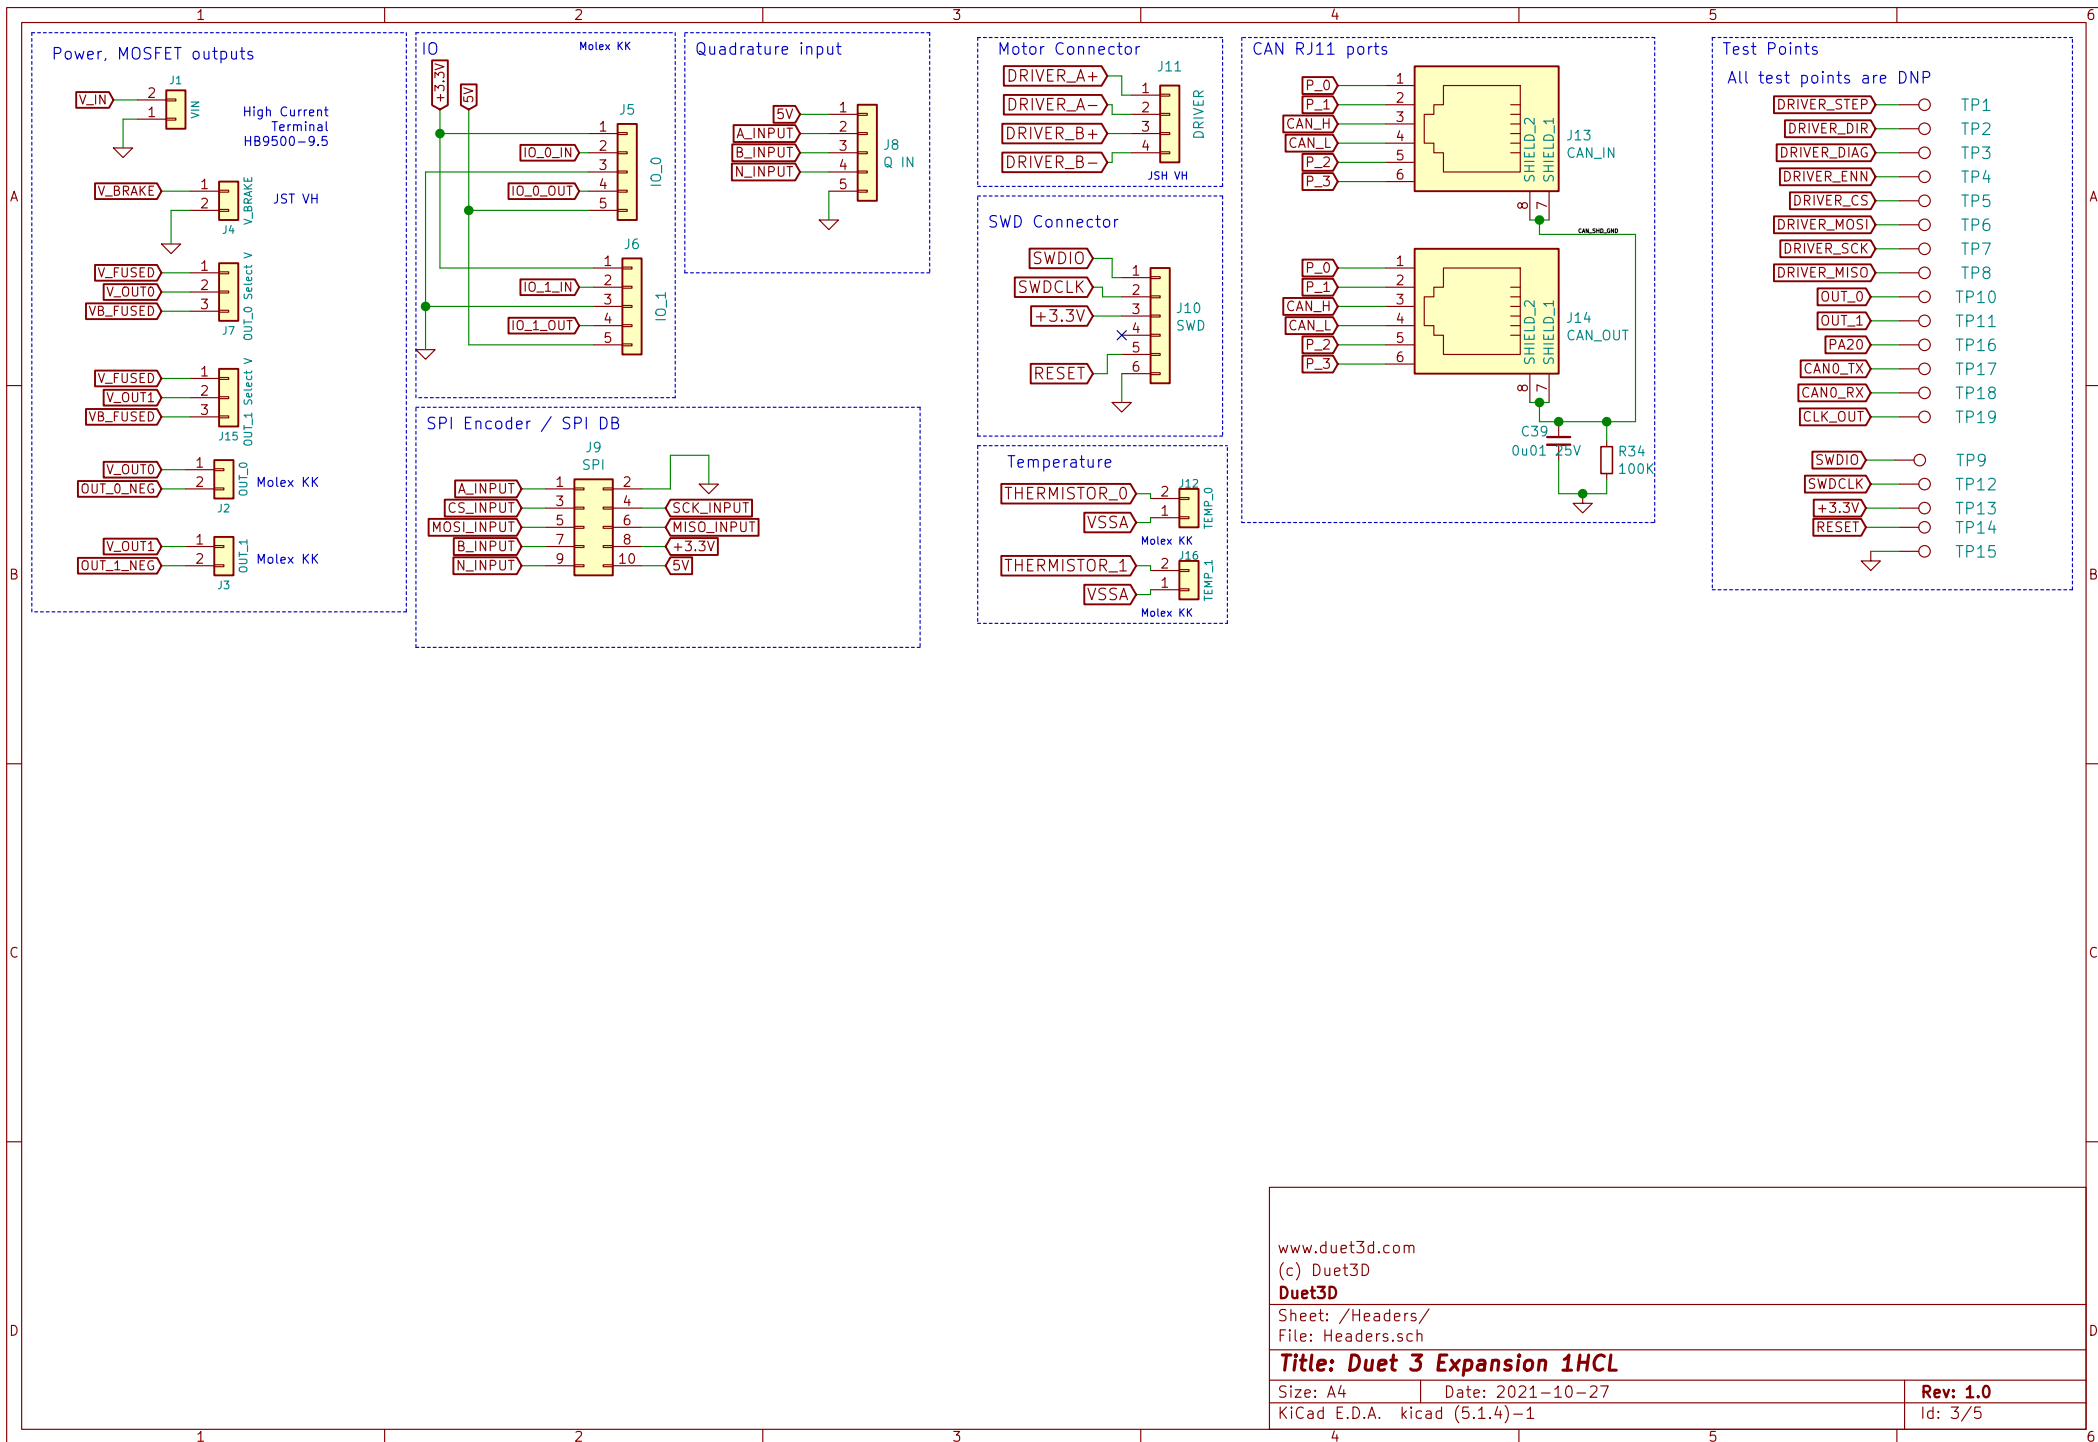 1 2 3 4 5 6
A
B
C
D
Power, MOSFET outputs
J1
V_IN
2
1
VIN
High Current
Terminal
HB9500-9.5
V_BRAKE
1
2
V_BRAKE
J4
JST VH
V_FUSED 1
V_OUT0 2
VB_FUSED 3
J7
OUT_0 Select V
V_FUSED 1
V_OUT1 2
VB_FUSED 3
J15
OUT_1 Select V
V_OUT0 1
OUT_0_NEG 2
OUT_0
J2
Molex KK
V_OUT1 1
OUT_1_NEG 2
OUT_1
J3
Molex KK
IO
Molex KK
+3.3V
5V
J5
1
IO_0_IN 2
3
IO_0_OUT 4
5
IO_0
J6
1
IO_1_IN 2
3
IO_1_OUT 4
5
IO_1
Quadrature input
5V 1
A_INPUT 2
B_INPUT 3
N_INPUT 4
5
J8
Q IN
SPI Encoder / SPI DB
J9
SPI
A_INPUT 1 2
CS_INPUT 3 4 SCK_INPUT
MOSI_INPUT 5 6 MISO_INPUT
B_INPUT 7 8 +3.3V
N_INPUT 9 10 5V
Motor Connector
J11
DRIVER_A+ 1
DRIVER_A- 2
DRIVER_B+ 3
DRIVER_B- 4
DRIVER
JSH VH
SWD Connector
SWDIO 1
SWDCLK 2
+3.3V 3
4
5
RESET 6
J10
SWD
Temperature
J12
THERMISTOR_0 2
VSSA 1
TEMP_0
Molex KK
J16
THERMISTOR_1 2
VSSA 1
TEMP_1
Molex KK
CAN RJ11 ports
P_0 1
P_1 2
CAN_H 3
CAN_L 4
P_2 5
P_3 6
SHIELD_2
SHIELD_1
8 7
J13
CAN_IN
CAN_SHD_GND
P_0 1
P_1 2
CAN_H 3
CAN_L 4
P_2 5
P_3 6
SHIELD_2
SHIELD_1
8 7
J14
CAN_OUT
C39
0u01 25V
R34
100K
Test Points
All test points are DNP
DRIVER_STEP TP1
DRIVER_DIR TP2
DRIVER_DIAG TP3
DRIVER_ENN TP4
DRIVER_CS TP5
DRIVER_MOSI TP6
DRIVER_SCK TP7
DRIVER_MISO TP8
OUT_0 TP10
OUT_1 TP11
PA20 TP16
CAN0_TX TP17
CAN0_RX TP18
CLK_OUT TP19
SWDIO TP9
SWDCLK TP12
+3.3V TP13
RESET TP14
TP15
A
B
C
D
www.duet3d.com
(c) Duet3D
Duet3D
Sheet: /Headers/
File: Headers.sch
Title: Duet 3 Expansion 1HCL
Size: A4 Date: 2021-10-27 Rev: 1.0
KiCad E.D.A. kicad (5.1.4)-1 Id: 3/5
1 2 3 4 5 6